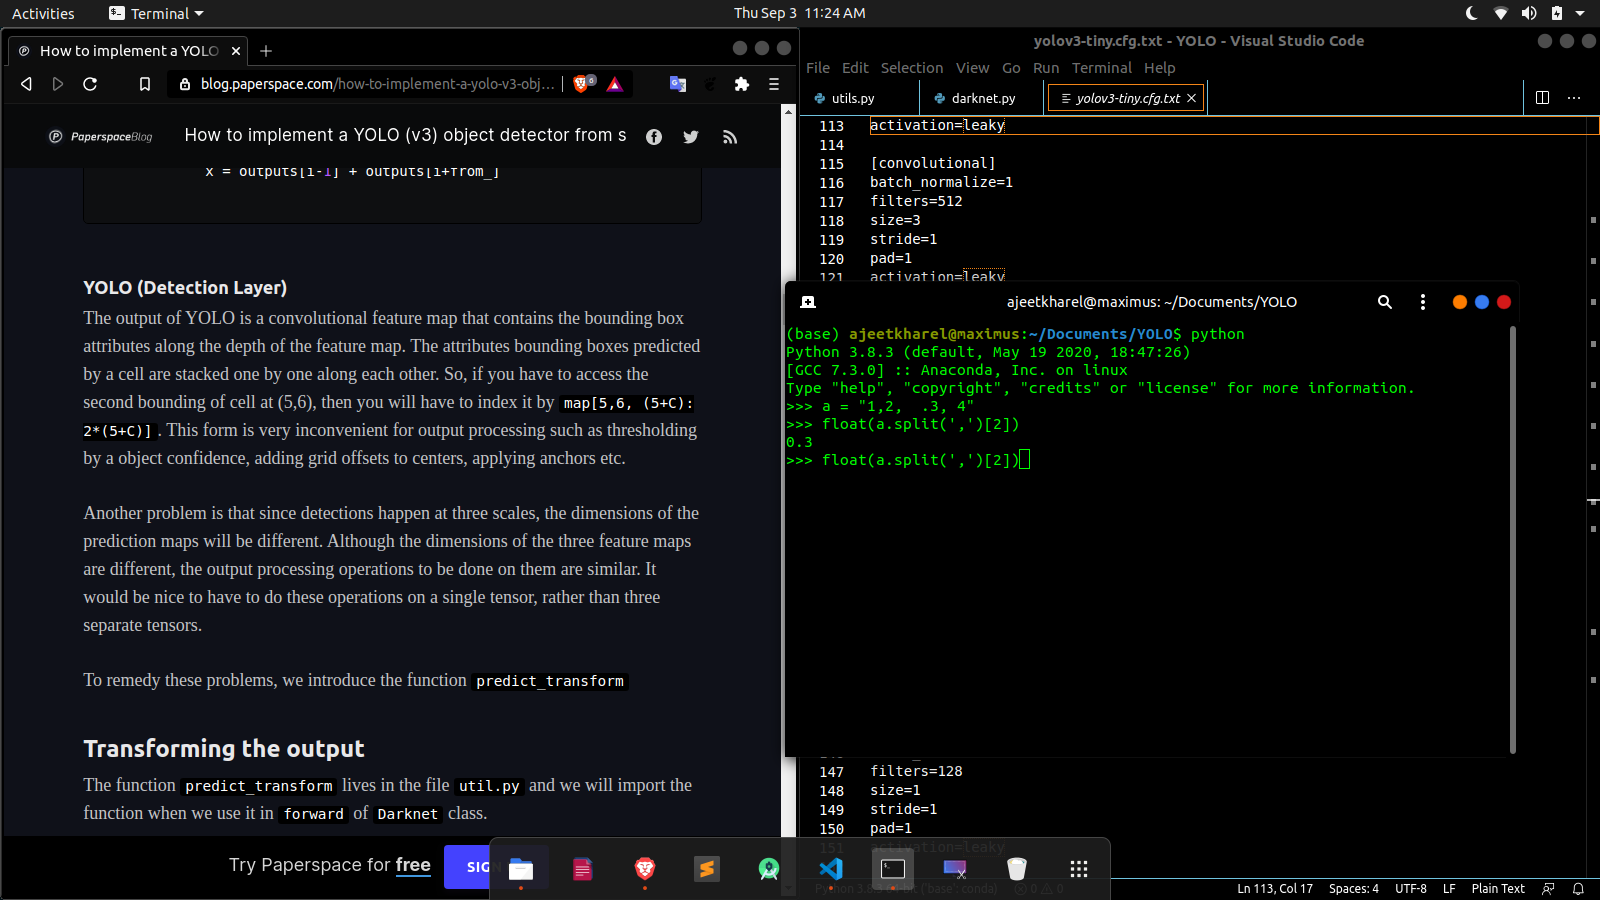 Activities
Terminal
Thu Sep 3  11:24 AM
How to implement a YOLO
blog.paperspace.com/how-to-implement-a-yolo-v3-obj...
6
PaperspaceBlog
How to implement a YOLO (v3) object detector from s
x = outputs[i-1] + outputs[i+from_]
YOLO (Detection Layer)
The output of YOLO is a convolutional feature map that contains the bounding box
attributes along the depth of the feature map. The attributes bounding boxes predicted
by a cell are stacked one by one along each other. So, if you have to access the
second bounding of cell at (5,6), then you will have to index it by map[5,6, (5+C):
2*(5+C)]. This form is very inconvenient for output processing such as thresholding
by a object confidence, adding grid offsets to centers, applying anchors etc.
Another problem is that since detections happen at three scales, the dimensions of the
prediction maps will be different. Although the dimensions of the three feature maps
are different, the output processing operations to be done on them are similar. It
would be nice to have to do these operations on a single tensor, rather than three
separate tensors.
To remedy these problems, we introduce the function predict_transform
Transforming the output
The function predict_transform lives in the file util.py and we will import the
function when we use it in forward of Darknet class.
Try Paperspace for free
SIG
yolov3-tiny.cfg.txt - YOLO - Visual Studio Code
File Edit Selection View Go Run Terminal Help
utils.py
darknet.py
yolov3-tiny.cfg.txt
113 activation=leaky
114
115 [convolutional]
116 batch_normalize=1
117 filters=512
118 size=3
119 stride=1
120 pad=1
121 activation=leaky
ajeetkharel@maximus: ~/Documents/YOLO
(base) ajeetkharel@maximus:~/Documents/YOLO$ python
Python 3.8.3 (default, May 19 2020, 18:47:26)
[GCC 7.3.0] :: Anaconda, Inc. on linux
Type "help", "copyright", "credits" or "license" for more information.
>>> a = "1,2,  .3, 4"
>>> float(a.split(',')[2])
0.3
>>> float(a.split(',')[2])
147 filters=128
148 size=1
149 stride=1
150 pad=1
151 activation=leaky
('base': conda)
0
0
Ln 113, Col 17
Spaces: 4
UTF-8
LF
Plain Text